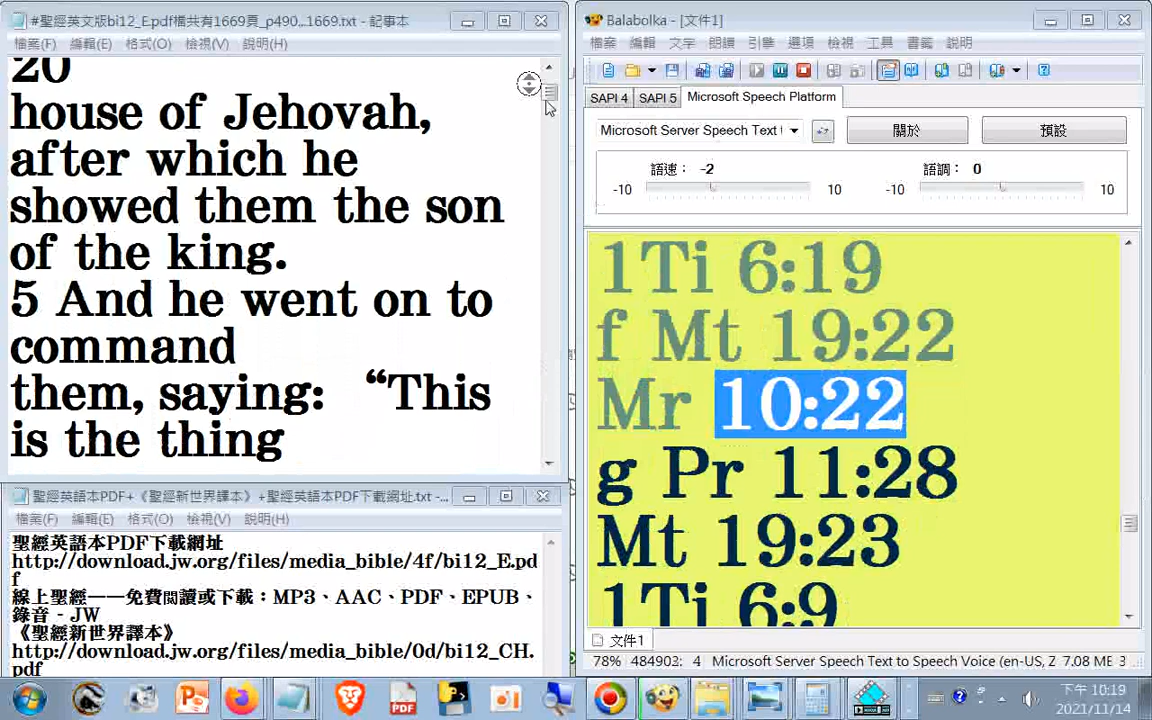 #聖經英文版bi12_E.pdf檔共有1669頁_p490,..1669.txt - 記事本
檔案(F) 編輯(E) 格式(O) 檢視(V) 說明(H)
20
house of Jehovah,
after which he
showed them the son
of the king.
5 And he went on to
command
them, saying: “This
is the thing
聖經英語本PDF+《聖經新世界譯本》+聖經英語本PDF下載網址.txt -...
檔案(F) 編輯(E) 格式(O) 檢視(V) 說明(H)
聖經英語本PDF下載網址
http://download.jw.org/files/media_bible/4f/bi12_E.pd
f
線上聖經——免費閱讀或下載：MP3、AAC、PDF、EPUB、
錄音 - JW
《聖經新世界譯本》
http://download.jw.org/files/media_bible/0d/bi12_CH.
pdf
Balabolka - [文件1]
檔案 編輯 文字 朗讀 引擎 選項 檢視 工具 書籤 說明
SAPI 4 SAPI 5 Microsoft Speech Platform
Microsoft Server Speech Text 關於 預設
語速： -2 語調： 0
-10 10 -10 10
1Ti 6:19
f Mt 19:22
Mr 10:22
g Pr 11:28
Mt 19:23
1Ti 6:9
文件1
78% 484902: 4 Microsoft Server Speech Text to Speech Voice (en-US, Z 7.08 ME 3
下午 10:19
2021/11/14